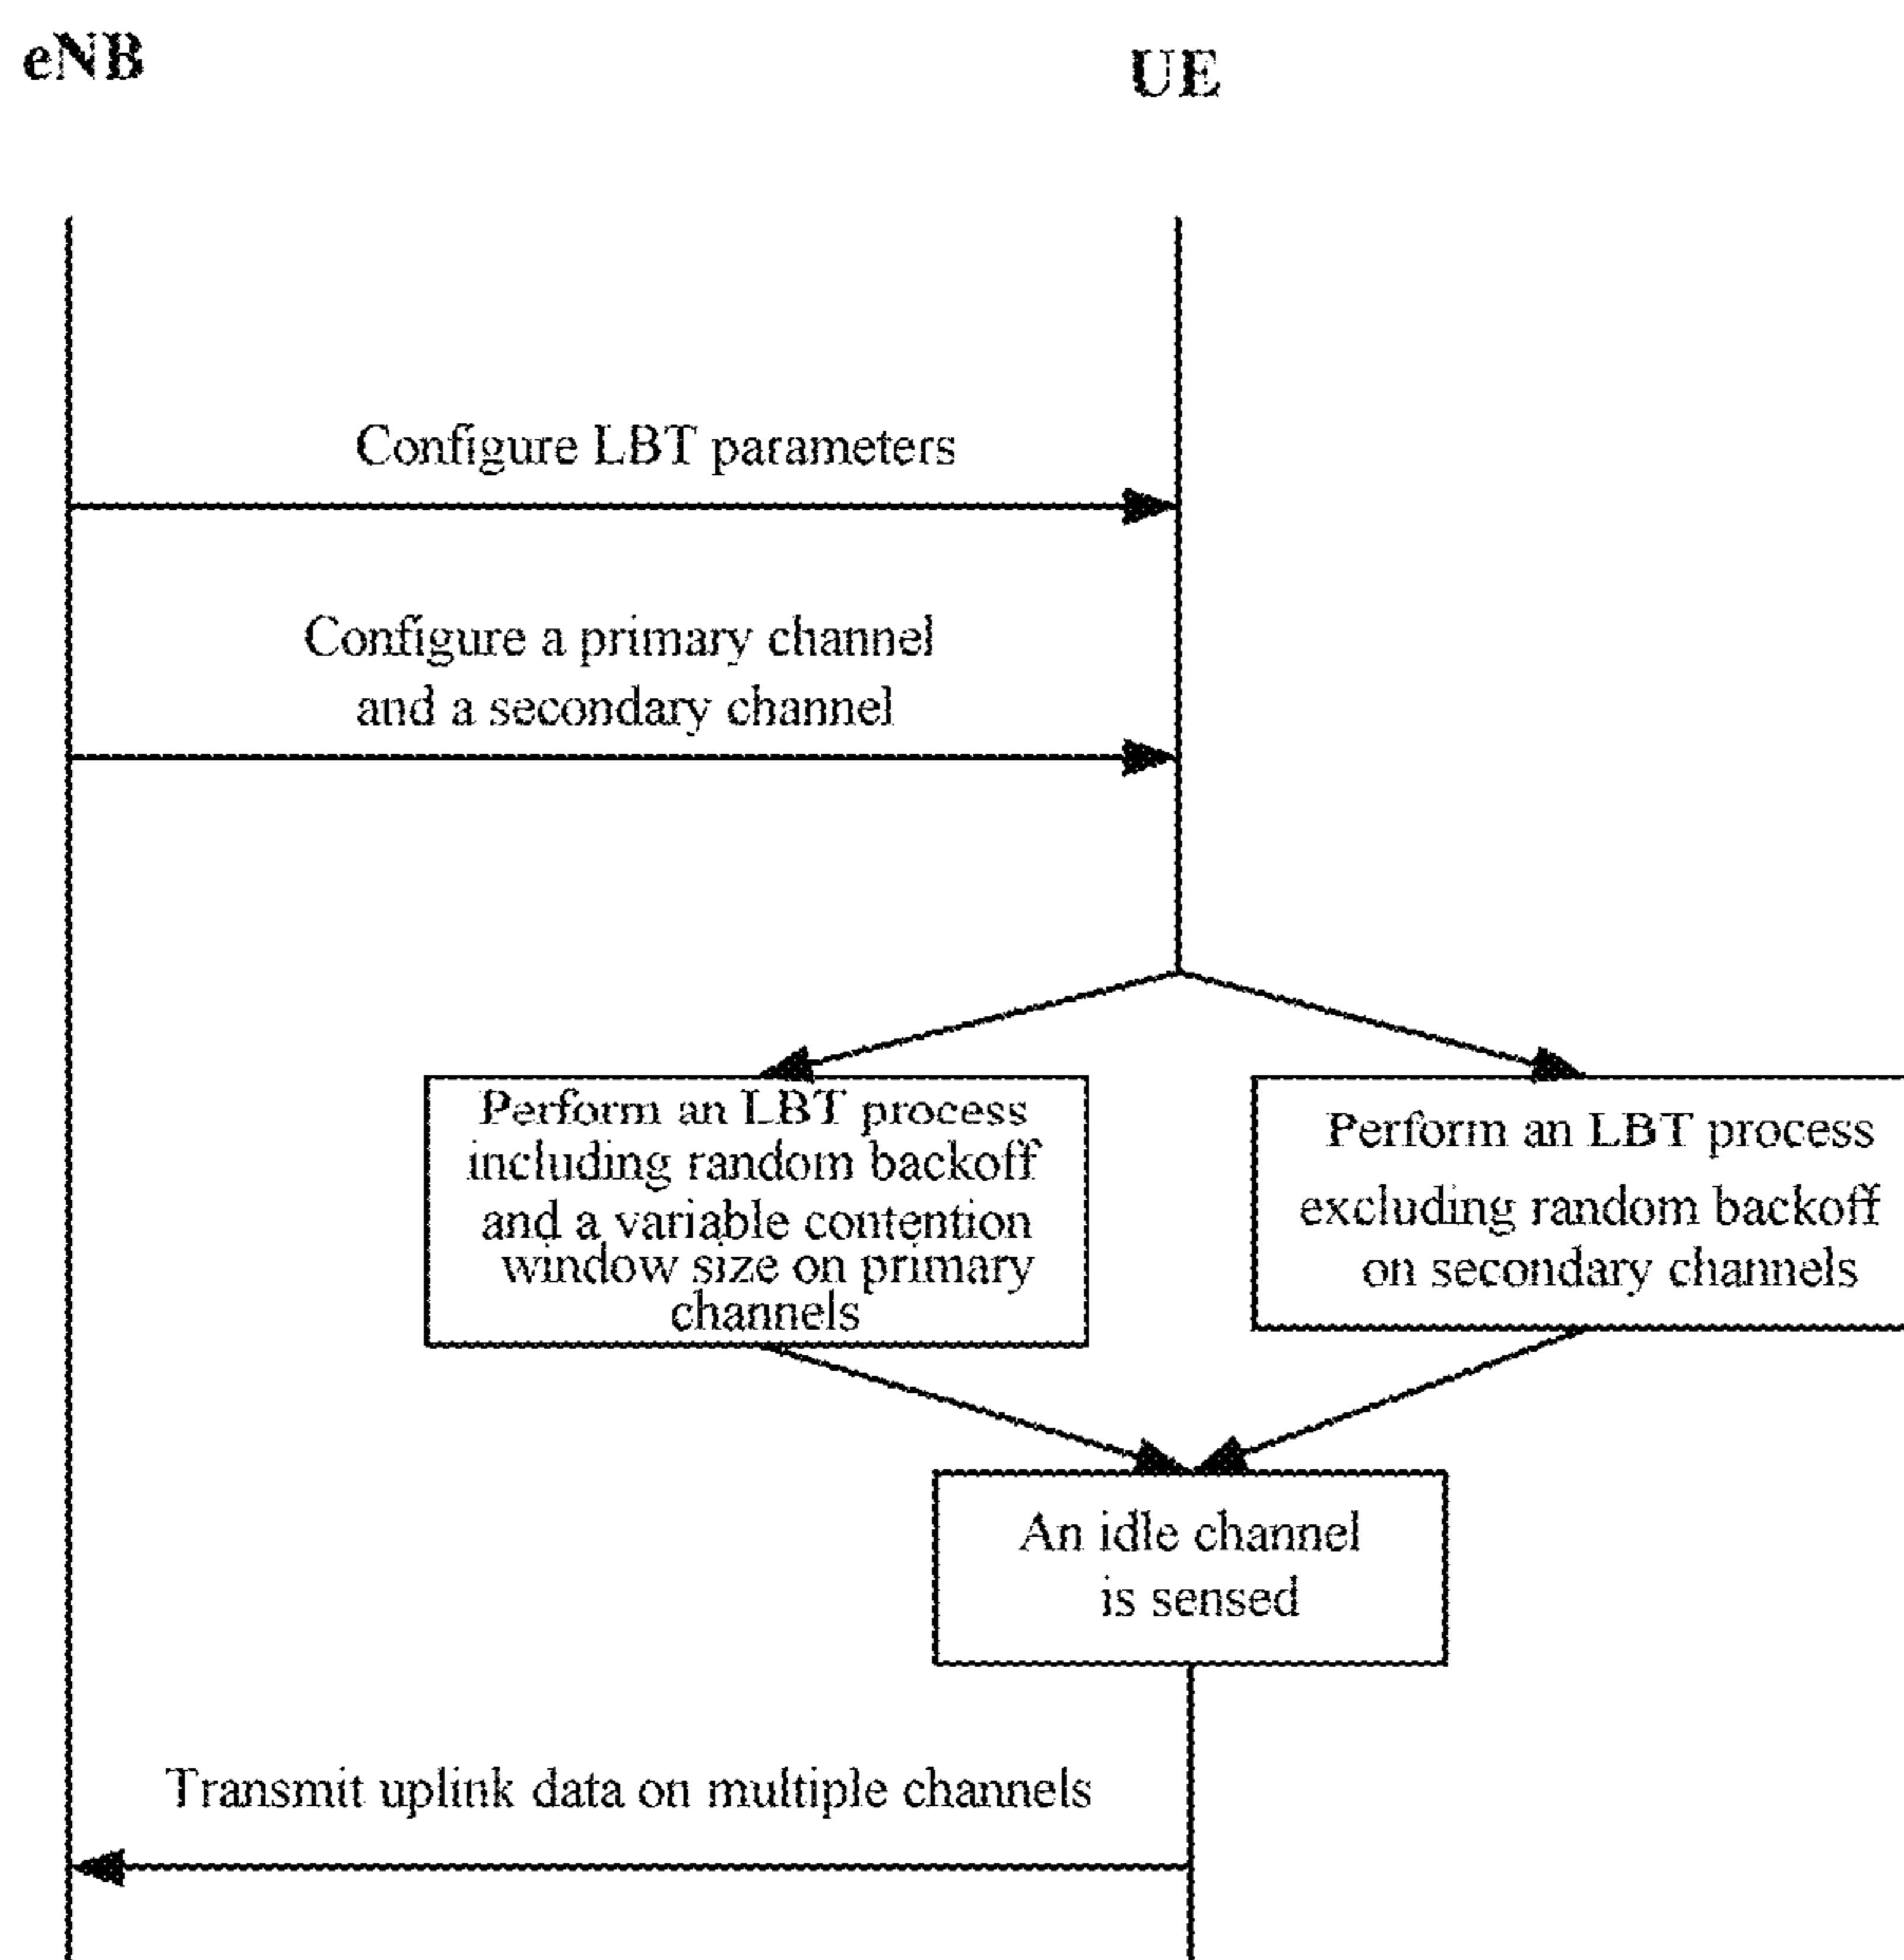 eNB
UE
Configure LBT parameters
Configure a primary channel
and a secondary channel
Perform an LBT process
including random backoff
and a variable contention
window size on primary
channels
Perform an LBT process
excluding random backoff
on secondary channels
An idle channel
is sensed
Transmit uplink data on multiple channels